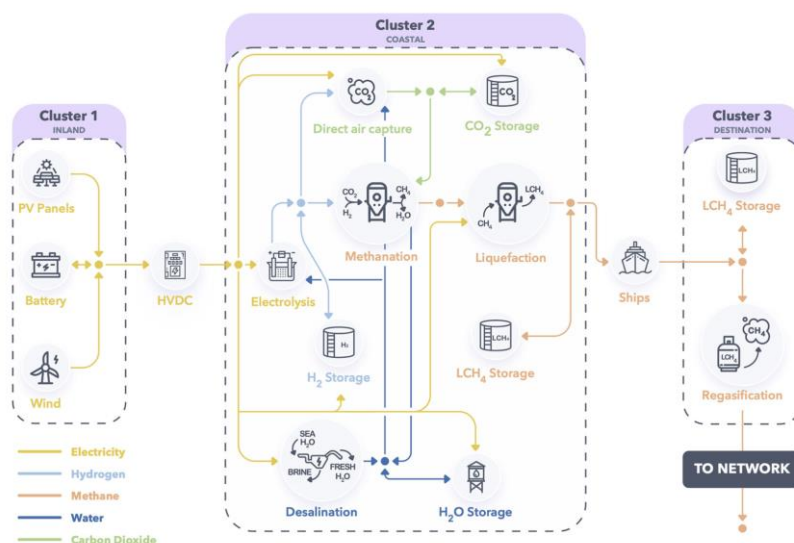 Cluster 1
INLAND
PV Panels
Battery
Wind
HVDC
Cluster 2
COASTAL
CO2
Direct air capture
CO2
CO2 Storage
CO2
H2
CH4
H2O
Methanation
LCH4
CH4
Liquefaction
Electrolysis
H2
H2 Storage
LCH4
LCH4 Storage
SEA
H2O
BRINE
FRESH
H2O
Desalination
H2O Storage
Ships
Cluster 3
DESTINATION
LCH4
LCH4 Storage
CH4
LCH4
Regasification
TO NETWORK
Electricity
Hydrogen
Methane
Water
Carbon Dioxide